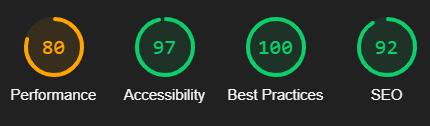 80 97 100 92
Performance Accessibility Best Practices SEO